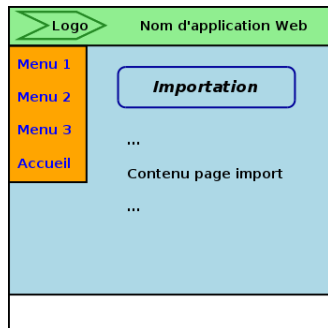 Logo
Nom d'application Web
Menu 1
Menu 2
Menu 3
Accueil
Importation
...
Contenu page import
...